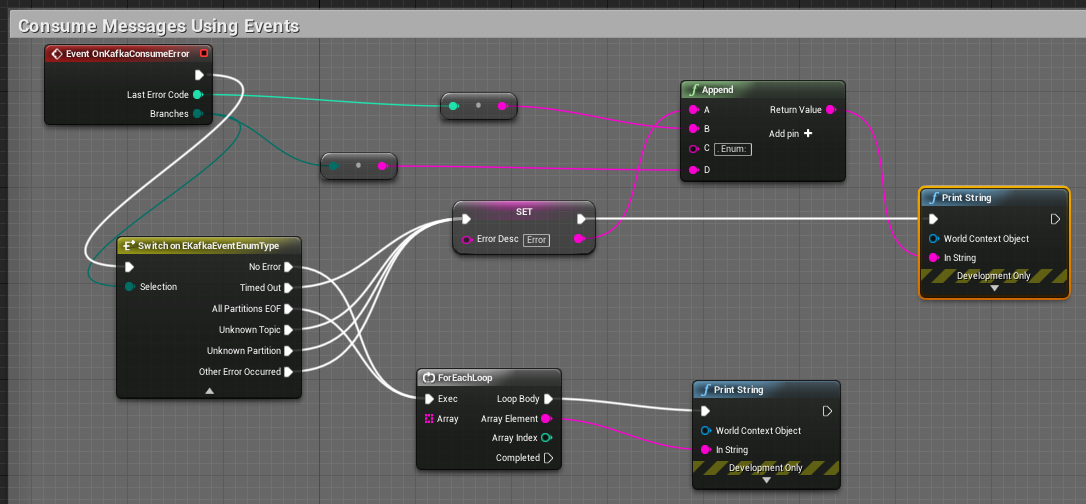 Consume Messages Using Events
Event OnKafkaConsumeError
Last Error Code
Branches
Append
A
Return Value
B
Add pin
C
. Enum:
D
SET
Error Desc
Error
Print String
World Context Object
In String
Development Only
Switch on EKafkaEventEnumType
No Error
Selection
Timed Out
All Partitions EOF
Unknown Topic
Unknown Partition
Other Error Occurred
ForEachLoop
Exec
Loop Body
Array
Array Element
Array Index
Completed
Print String
World Context Object
In String
Development Only